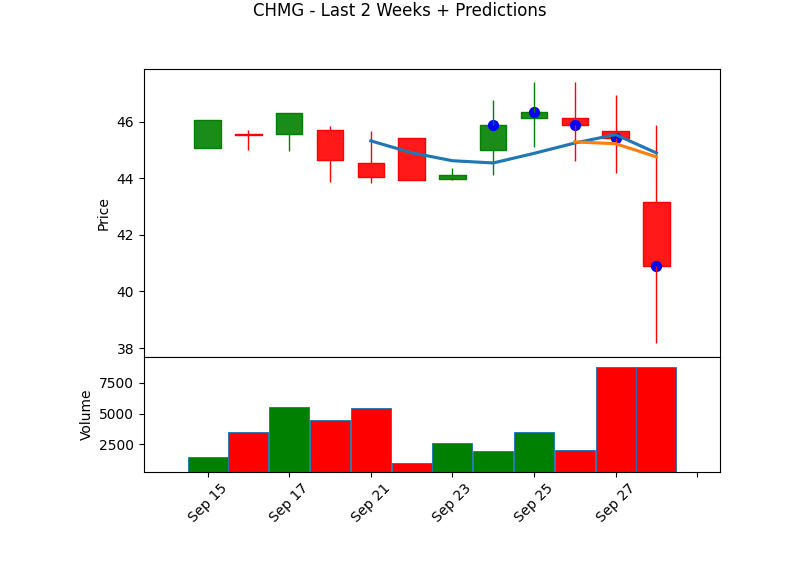 CHMG - Last 2 Weeks + Predictions
46
44
42
40
38
Price
7500
5000
2500
Volume
Sep 15
Sep 17
Sep 21
Sep 23
Sep 25
Sep 27